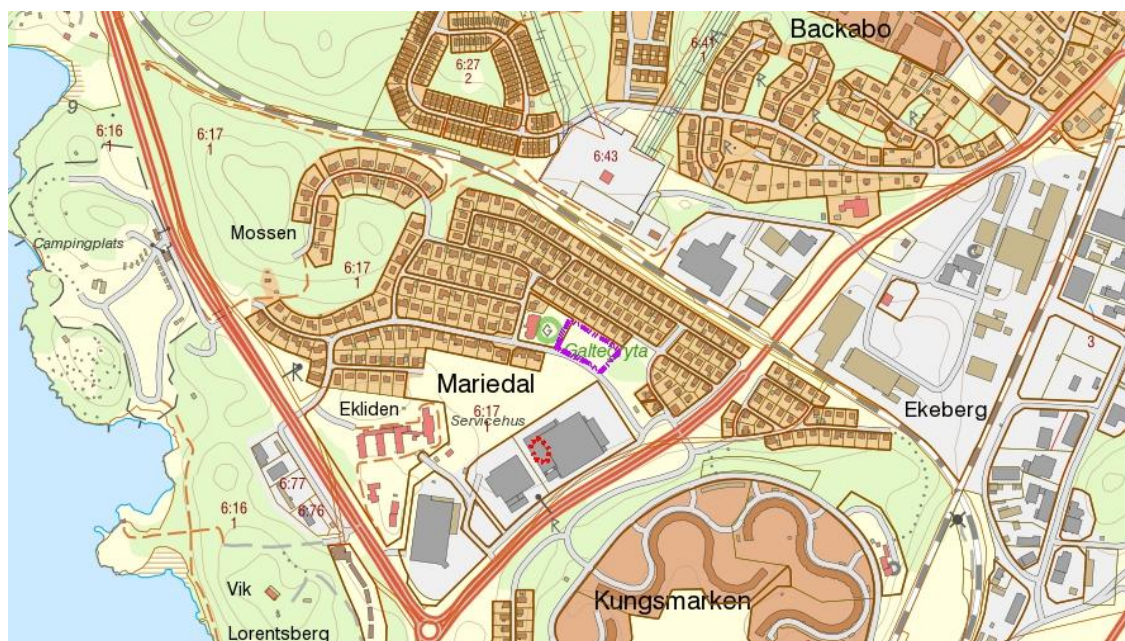 Backabo
6:41
1
6:27
2
9
6:16
1
6:17
1
6:43
Mossen
Campingplats
6:17
1
G
3
Mariedal
Ekliden
6:17
1
Servicehus
Ekeberg
6:77
6:76
6:16
1
Vik
Kungsmarken
Lorentsberg